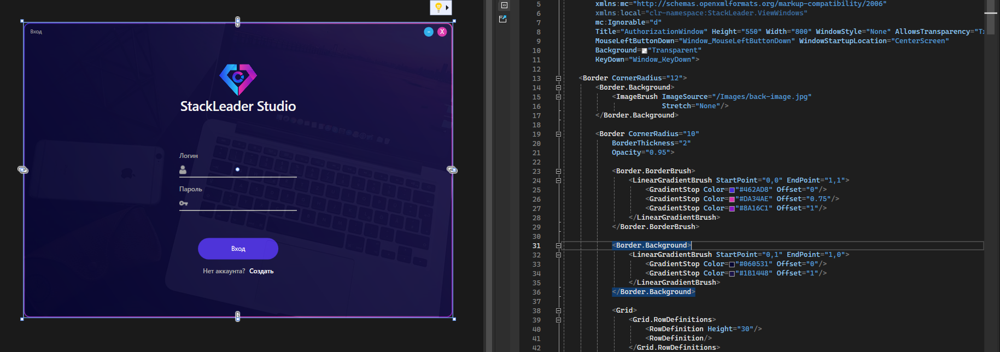 Вход
–
X
StackLeader Studio
Логин
Пароль
Вход
Нет аккаунта? Создать
5 xmlns:mc="http://schemas.openxmlformats.org/markup-compatibility/2006"
6 xmlns:local="clr-namespace:StackLeader.ViewWindows"
7 mc:Ignorable="d"
8 Title="AuthorizationWindow" Height="550" Width="800" WindowStyle="None" AllowsTransparency="Tr
9 MouseLeftButtonDown="Window_MouseLeftButtonDown" WindowStartupLocation="CenterScreen"
10 Background="Transparent"
11 KeyDown="Window_KeyDown">
12
13 <Border CornerRadius="12">
14 <Border.Background>
15 <ImageBrush ImageSource="/Images/back-image.jpg"
16 Stretch="None"/>
17 </Border.Background>
18
19 <Border CornerRadius="10"
20 BorderThickness="2"
21 Opacity="0.95">
22
23 <Border.BorderBrush>
24 <LinearGradientBrush StartPoint="0,0" EndPoint="1,1">
25 <GradientStop Color="#462AD8" Offset="0"/>
26 <GradientStop Color="#DA34AE" Offset="0.75"/>
27 <GradientStop Color="#8A16C1" Offset="1"/>
28 </LinearGradientBrush>
29 </Border.BorderBrush>
30
31 <Border.Background>
32 <LinearGradientBrush StartPoint="0,1" EndPoint="1,0">
33 <GradientStop Color="#060531" Offset="0"/>
34 <GradientStop Color="#1B1448" Offset="1"/>
35 </LinearGradientBrush>
36 </Border.Background>
37
38 <Grid>
39 <Grid.RowDefinitions>
40 <RowDefinition Height="30"/>
41 <RowDefinition/>
42 </Grid.RowDefinitions>